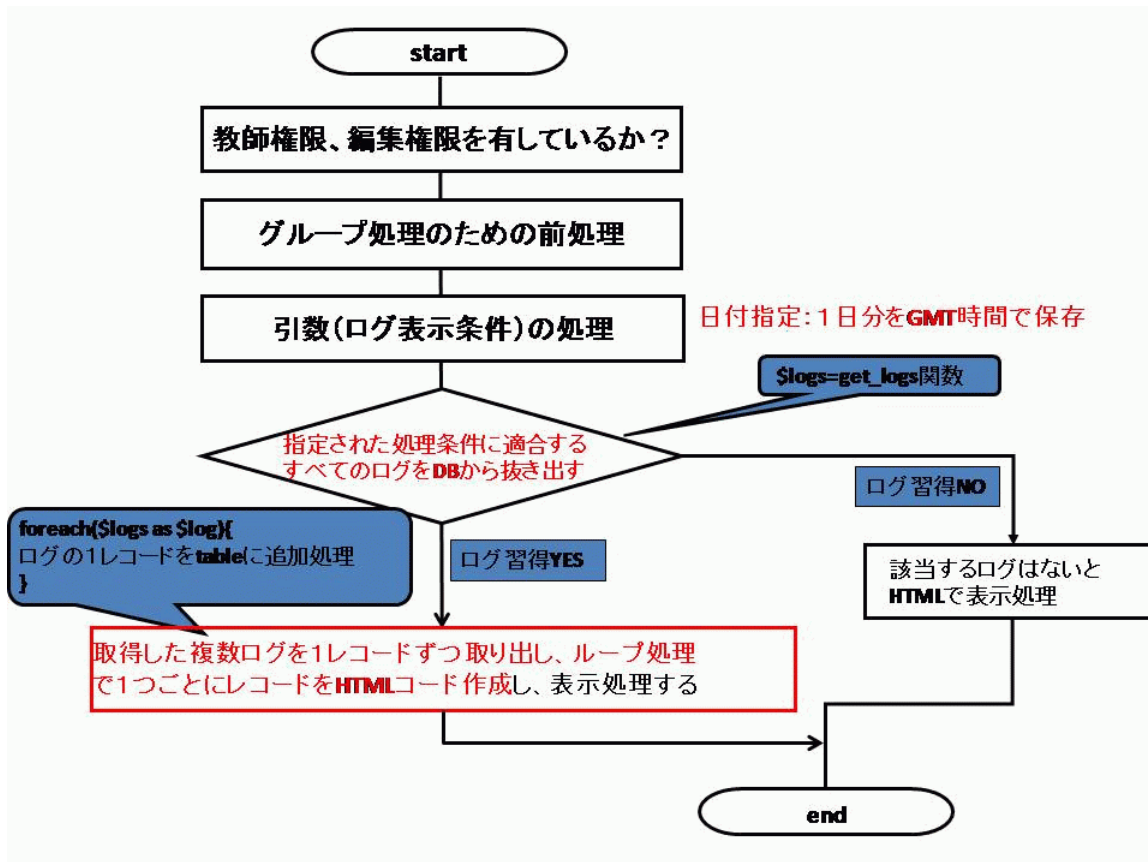 start
教師権限、編集権限を有しているか？
グループ処理のための前処理
引数(ログ表示条件)の処理
日付指定：１日分をGMT時間で保存
$logs=get_logs関数
指定された処理条件に適合する
すべてのログをDBから抜き出す
ログ習得NO
foreach($logs as $log){
ログの１レコードをtableに追加処理
}
ログ習得YES
該当するログはないと
HTMLで表示処理
取得した複数ログを１レコードずつ取り出し、ループ処理
で１つごとにレコードをHTMLコード作成し、表示処理する
end